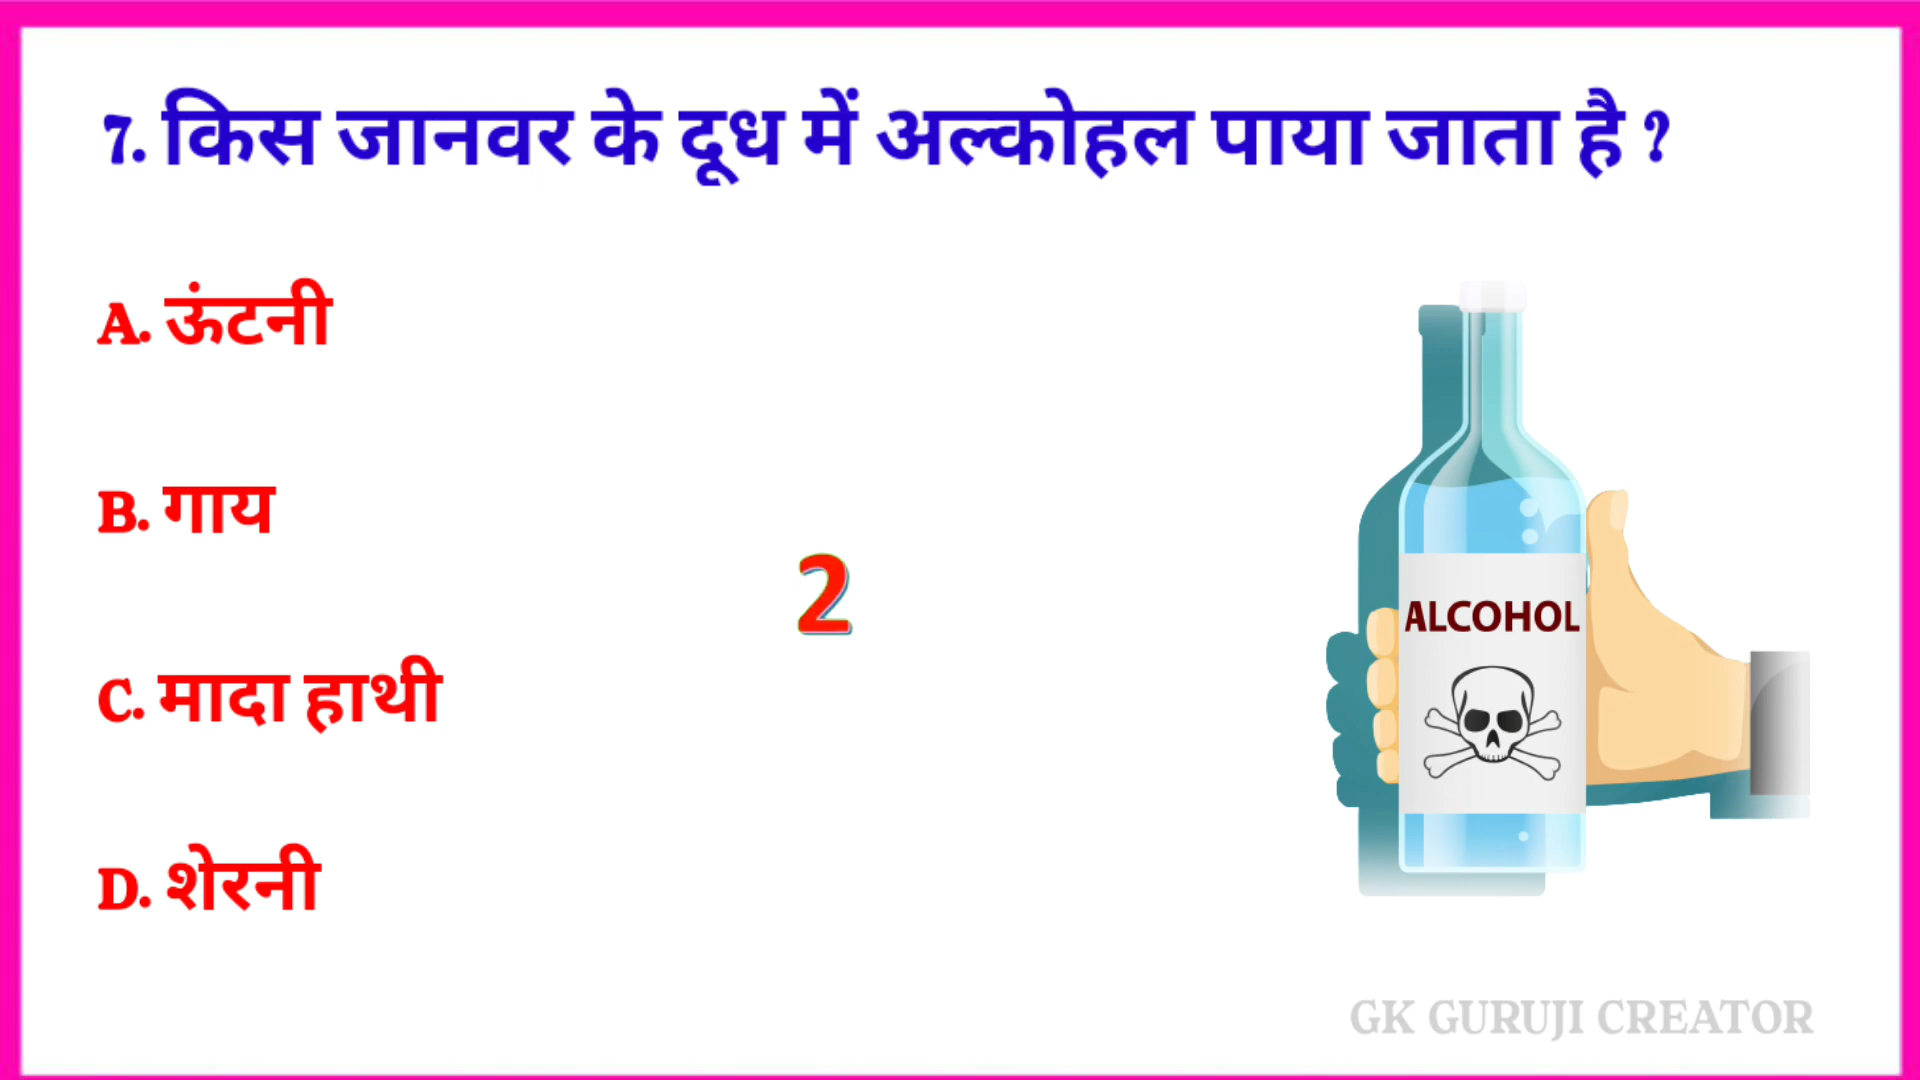 7. किस जानवर के दूध में अल्कोहल पाया जाता है ?
A. ऊंटनी
B. गाय
2
C. मादा हाथी
D. शेरनी
ALCOHOL
GK GURUJI CREATOR